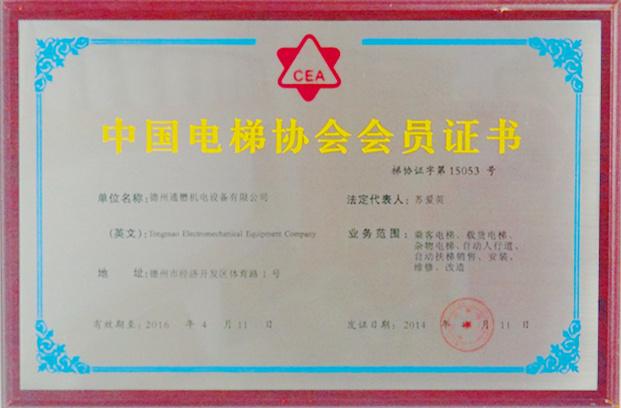 CEA
中国电梯协会会员证书
梯协证字第 15053 号
单位名称：德州通懋机电设备有限公司
法定代表人：苏爱英
（英文）：Tongmao Electromechanical Equipment Company
业务范围：乘客电梯、载货电梯、
杂物电梯、自动人行道、
自动扶梯销售、安装、
维修、改造
地 址：德州市经济开发区体育路 1 号
有效期至：2016 年 4 月 11 日
发证日期：2014 年 月 11 日